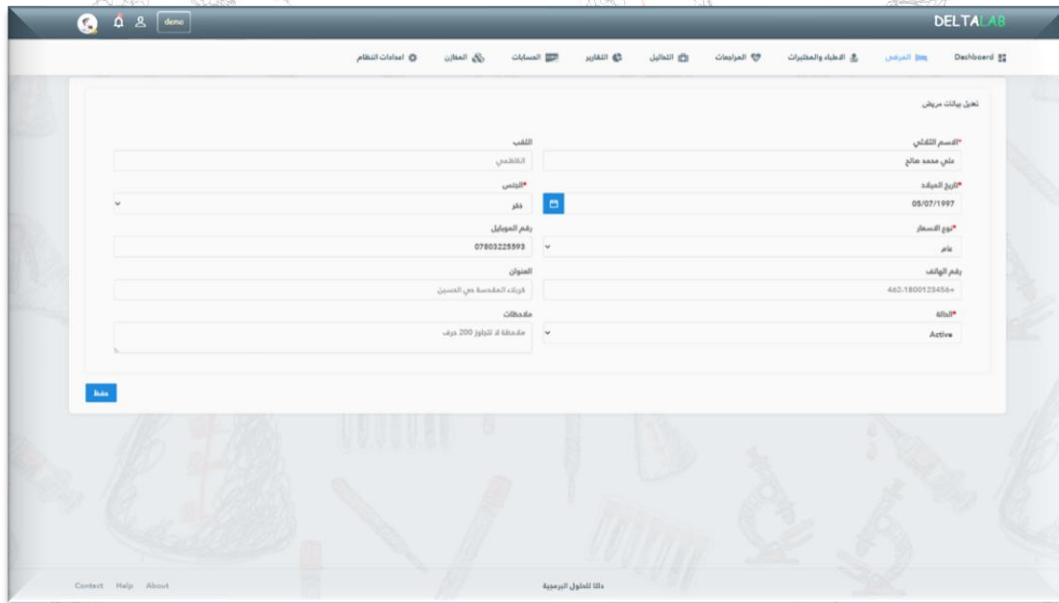 DELTALAB
demo
Dashboard المرضى الاطباء والمختبرات المراجعات التحاليل التقارير الحسابات المخازن اعدادات النظام
تعديل بيانات مريض
*الاسم الثلاثي اللقب
علي محمد صالح الكاظمي
*تاريخ الميلاد *الجنس
05/07/1997 ذكر
*نوع الاسعار رقم الموبايل
عام 07803225593
رقم الهاتف العنوان
462-1800123456+ كربلاء المقدسة حي الحسين
*الحالة ملاحظات
Active ملاحظة لا تتجاوز 200 حرف
حفظ
Contact Help About
دلتا للحلول البرمجية